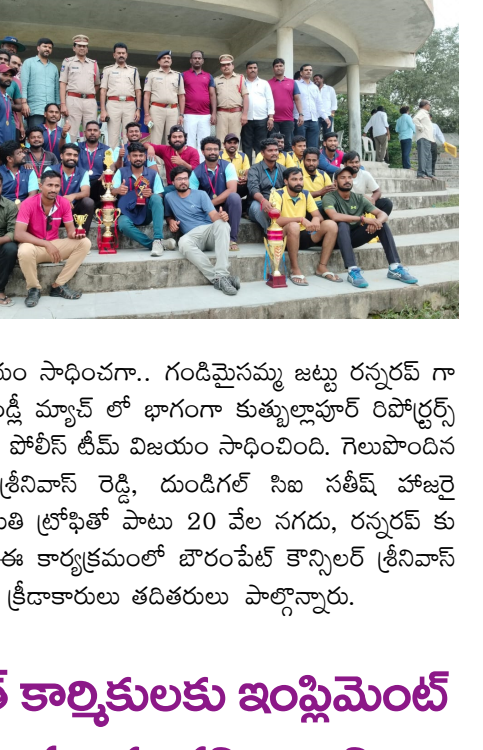 సాధించగా.. గండిమైసమ్మ జట్టు రన్నరప్ గా
మ్యాచ్ లో భాగంగా కుత్బుల్లాపూర్ రిపోర్టర్స్
పోలీస్ టీమ్ విజయం సాధించింది. గెలుపొందిన
శ్రీనివాస్ రెడ్డి, దుండిగల్ సిఐ సతీష్ హాజరై
ట్రోఫితో పాటు 20 వేల నగదు, రన్నరప్ కు
ఈ కార్యక్రమంలో బౌరంపేట్ కౌన్సిలర్ శ్రీనివాస్
క్రీడాకారులు తదితరులు పాల్గొన్నారు.
కార్మికులకు ఇంప్లిమెంట్